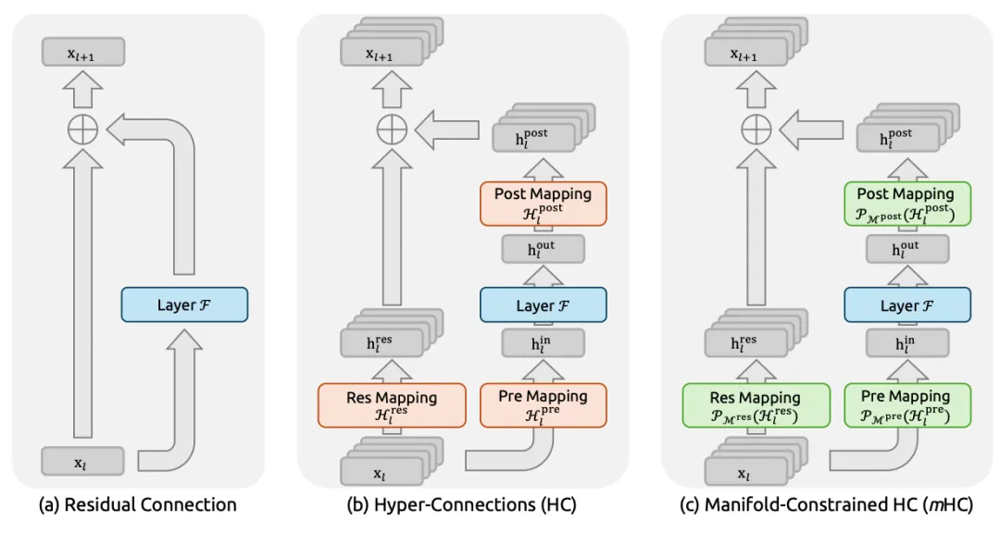 x_{l+1}
Layer ℱ
x_l
(a) Residual Connection
x_{l+1}
h_l^{post}
Post Mapping
ℋ_l^{post}
h_l^{out}
Layer ℱ
h_l^{res}
h_l^{in}
Res Mapping
ℋ_l^{res}
Pre Mapping
ℋ_l^{pre}
x_l
(b) Hyper-Connections (HC)
x_{l+1}
h_l^{post}
Post Mapping
𝒫_{ℳ^{post}}(ℋ_l^{post})
h_l^{out}
Layer ℱ
h_l^{res}
h_l^{in}
Res Mapping
𝒫_{ℳ^{res}}(ℋ_l^{res})
Pre Mapping
𝒫_{ℳ^{pre}}(ℋ_l^{pre})
x_l
(c) Manifold-Constrained HC (mHC)